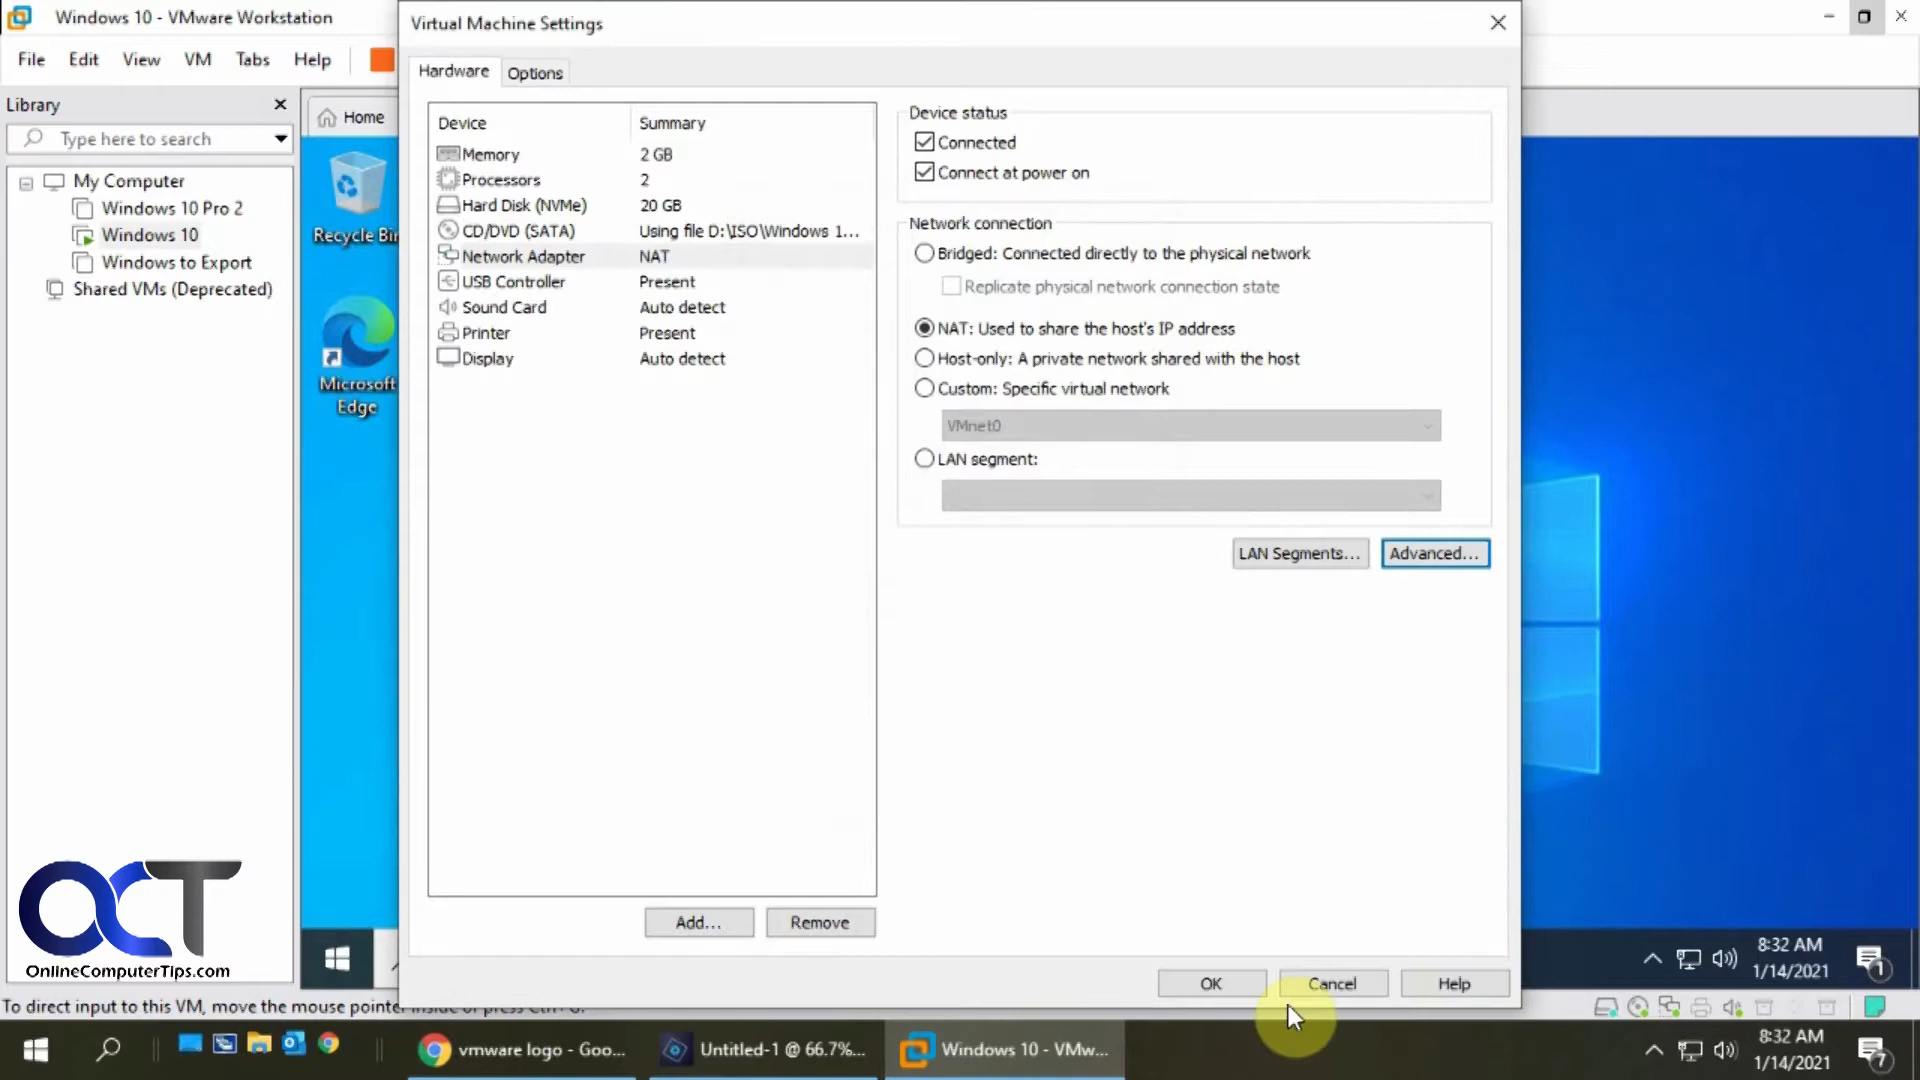 Windows 10 - VMware Workstation
File Edit View VM Tabs Help
Library
Type here to search
My Computer
Windows 10 Pro 2
Windows 10
Windows to Export
Shared VMs (Deprecated)
OCT
OnlineComputerTips.com
Home
Recycle Bin
Microsoft
Edge
Virtual Machine Settings
Hardware Options
Device Summary
Memory 2 GB
Processors 2
Hard Disk (NVMe) 20 GB
CD/DVD (SATA) Using file D:\ISO\Windows 1...
Network Adapter NAT
USB Controller Present
Sound Card Auto detect
Printer Present
Display Auto detect
Add... Remove
Device status
Connected
Connect at power on
Network connection
Bridged: Connected directly to the physical network
Replicate physical network connection state
NAT: Used to share the host's IP address
Host-only: A private network shared with the host
Custom: Specific virtual network
VMnet0
LAN segment:
LAN Segments... Advanced...
OK Cancel Help
8:32 AM
1/14/2021
1
To direct input to this VM, move the mouse pointer inside or press Ctrl+G.
vmware logo - Goo...
Untitled-1 @ 66.7%...
Windows 10 - VMw...
8:32 AM
1/14/2021
7